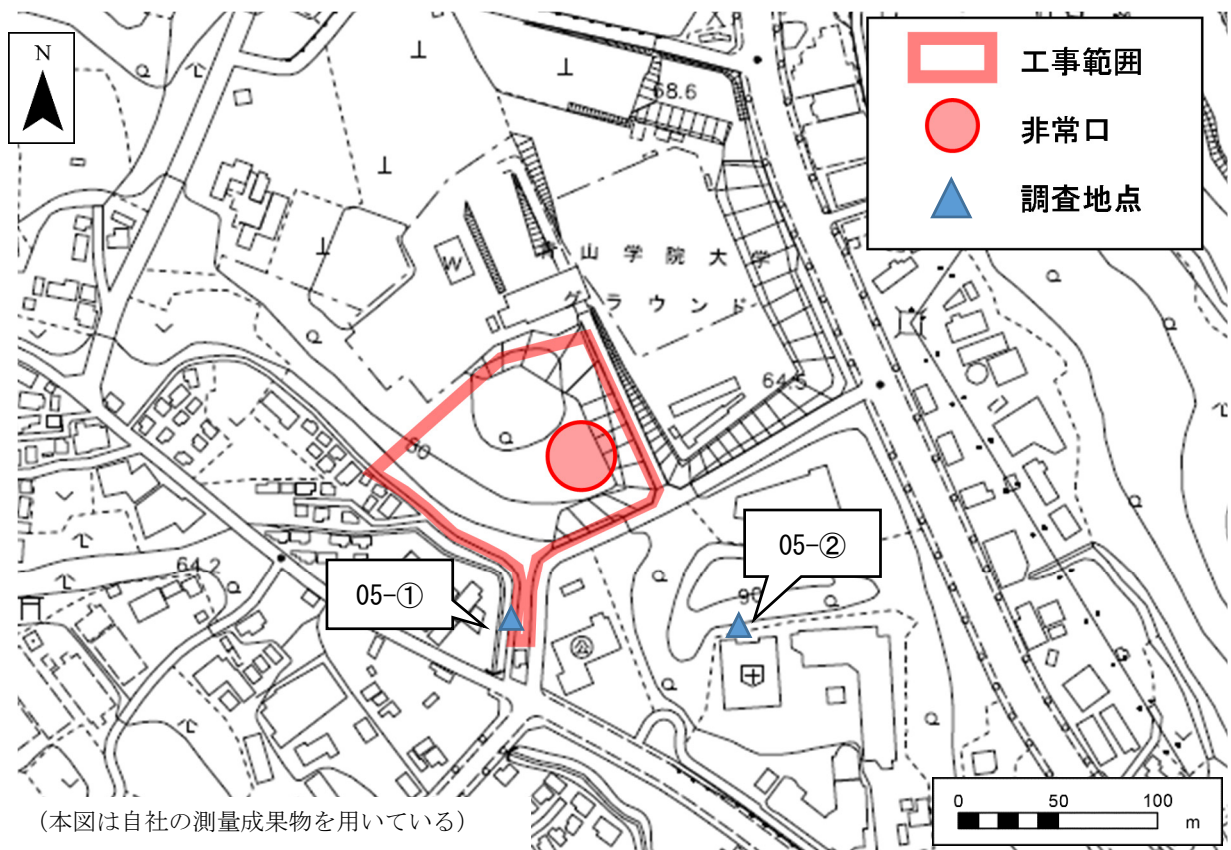 N
工事範囲
非常口
調査地点
68.6
山学院大学
グラウンド
64.5
60
64.2
05-①
05-②
90
公
0 50 100
m
（本図は自社の測量成果物を用いている）